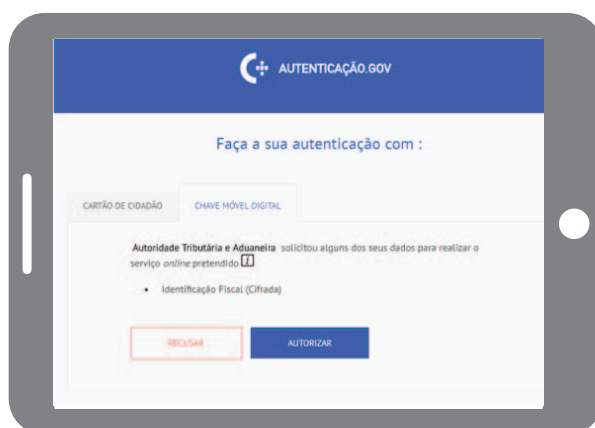 AUTENTICAÇÃO.GOV
Faça a sua autenticação com :
CARTÃO DE CIDADÃO
CHAVE MÓVEL DIGITAL
Autoridade Tributária e Aduaneira solicitou alguns dos seus dados para realizar o
serviço online pretendido i
• Identificação Fiscal (Cifrada)
RECUSAR
AUTORIZAR